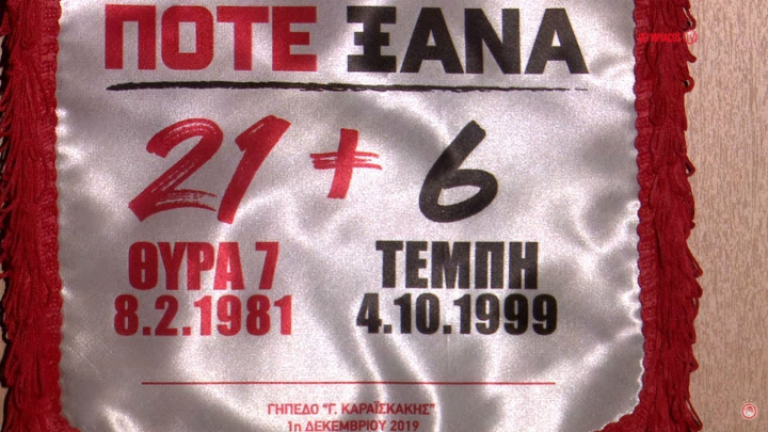 ΠΟΤΕ ΞΑΝΑ
21 + 6
ΘΥΡΑ 7 ΤΕΜΠΗ
8.2.1981 4.10.1999
ΓΗΠΕΔΟ "Γ. ΚΑΡΑΪΣΚΑΚΗΣ"
1η ΔΕΚΕΜΒΡΙΟΥ 2019